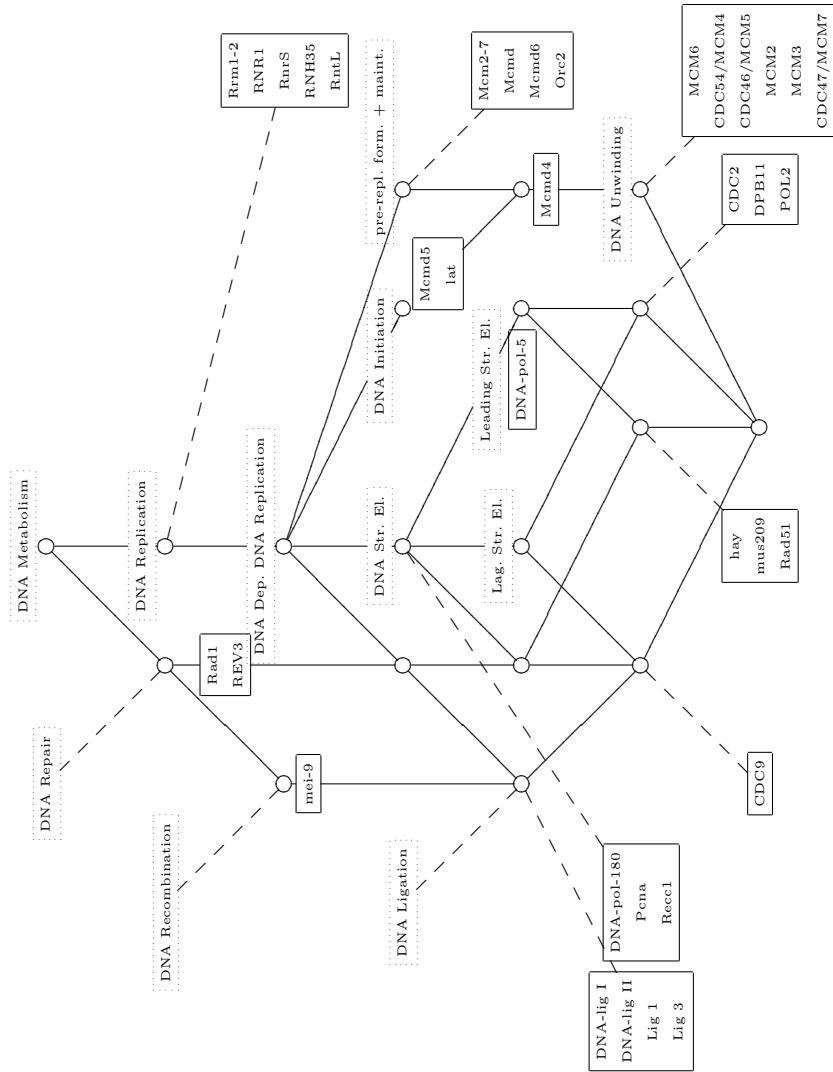 DNA Metabolism
DNA Repair
DNA Replication
Rrm1-2
RNR1
RnrS
RNH35
RntL
DNA Recombination
Rad1
REV3
DNA Dep. DNA Replication
mei-9
DNA Ligation
DNA Str. El.
DNA Initiation
pre-repl. form. + maint.
Mcmd5
lat
Mcm2-7
Mcmd
Mcmd6
Orc2
Lag. Str. El.
Leading Str. El.
DNA-pol-5
Mcmd4
DNA-lig I
DNA-lig II
Lig 1
Lig 3
DNA-pol-180
Pcna
Recc1
DNA Unwinding
MCM6
CDC54/MCM4
CDC46/MCM5
MCM2
MCM3
CDC47/MCM7
CDC9
hay
mus209
Rad51
CDC2
DPB11
POL2